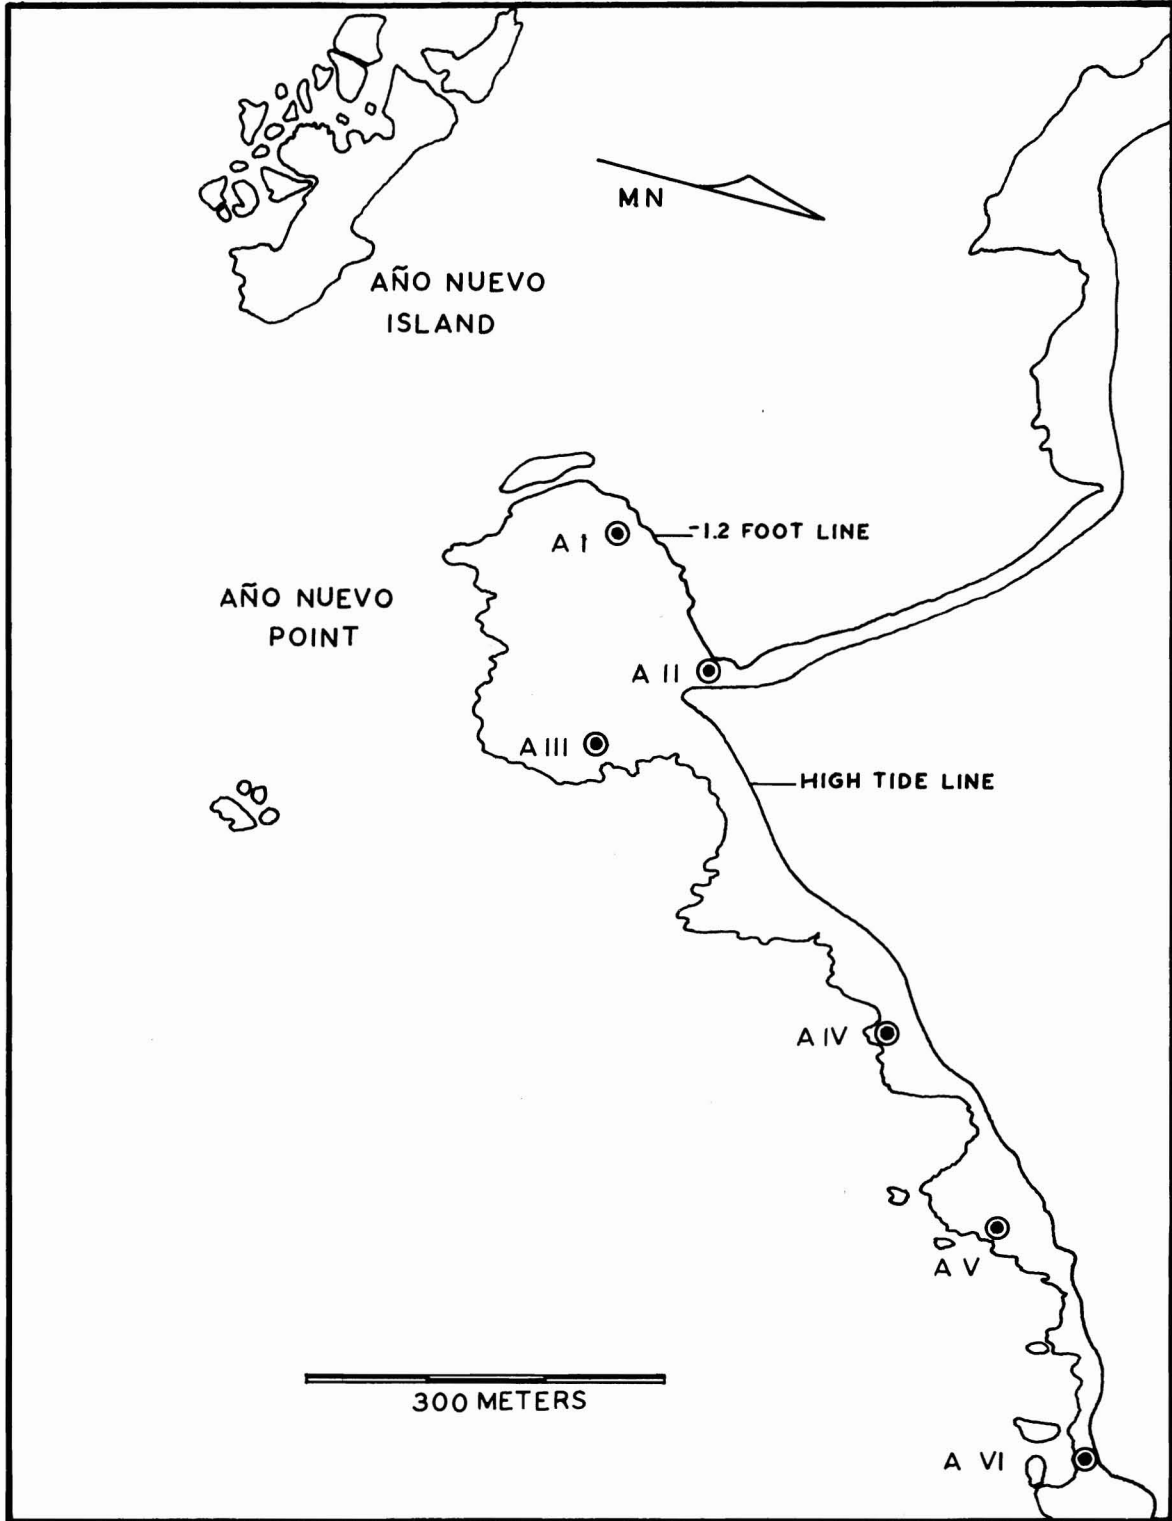 MN
AÑO NUEVO
ISLAND
A I
-1.2 FOOT LINE
AÑO NUEVO
POINT
A II
A III
HIGH TIDE LINE
A IV
A V
300 METERS
A VI